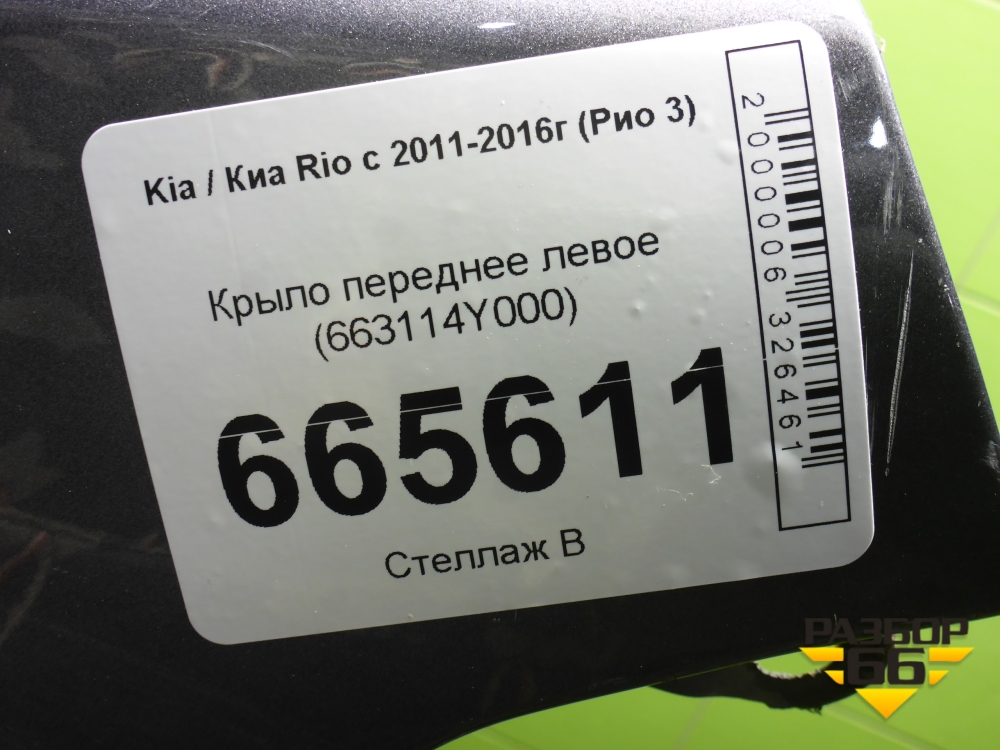 Kia / Киа Rio с 2011-2016г (Рио 3)
Крыло переднее левое
(663114Y000)
665611
Стеллаж В
2000006326461
РАЗБОР
66